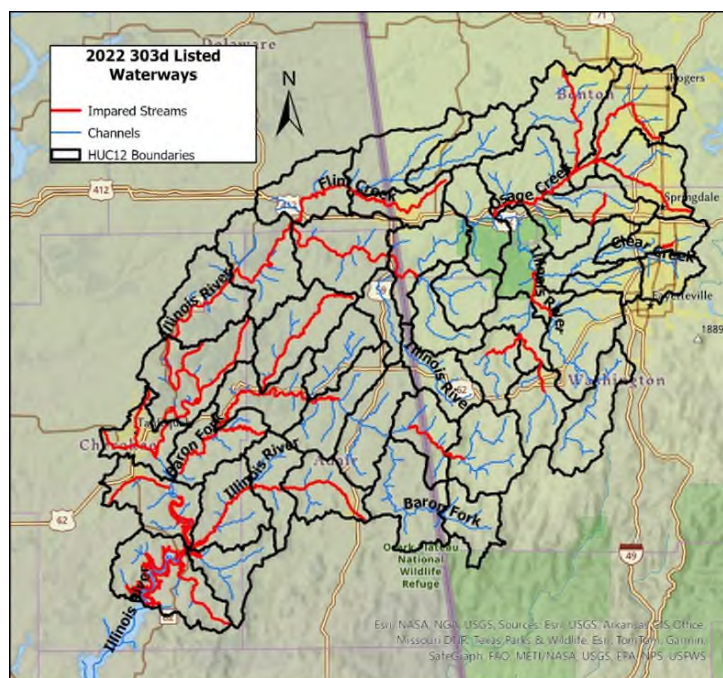 2022 303d Listed
Waterways
Impared Streams
Channels
HUC12 Boundaries
N
Delaware
71
Rogers
Benton
412
Flint Creek
Osage Creek
Springdale
Clear Creek
Illinois River
59
Illinois River
Fayetteville
1889
Illinois River
62
Washington
Cherokee
Baron Fork
Illinois River
Adair
62
Baron Fork
Ozark Plateau
National
Wildlife
Refuge
49
Illinois River
62
Esri, NASA, NGA, USGS, Sources: Esri, USGS, Arkansas GIS Office,
Missouri DNR, Texas Parks & Wildlife, Esri, TomTom, Garmin,
SafeGraph, FAO, METI/NASA, USGS, EPA, NPS, USFWS